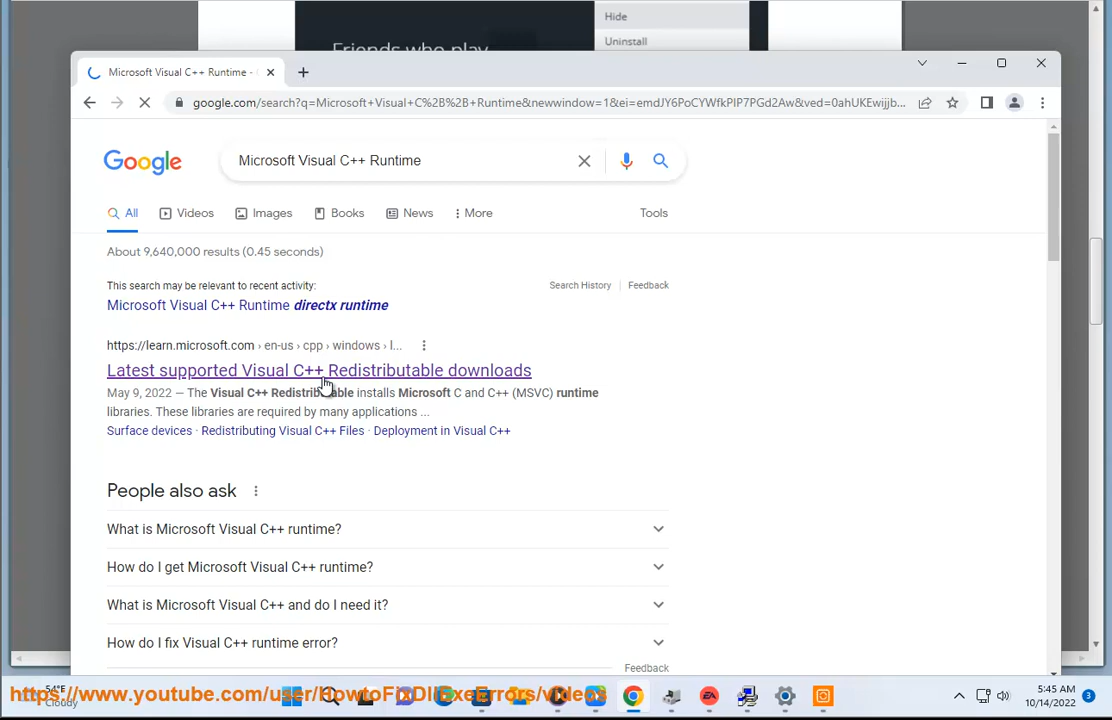 Hide
Friends who play
Uninstall
Microsoft Visual C++ Runtime -
google.com/search?q=Microsoft+Visual+C%2B%2B+Runtime&newwindow=1&ei=emdJY6PoCYWfkPIP7PGd2Aw&ved=0ahUKEwijjb...
Google
Microsoft Visual C++ Runtime
All
Videos
Images
Books
News
More
Tools
About 9,640,000 results (0.45 seconds)
This search may be relevant to recent activity:
Search History
Feedback
Microsoft Visual C++ Runtime directx runtime
https://learn.microsoft.com › en-us › cpp › windows › l...
Latest supported Visual C++ Redistributable downloads
May 9, 2022 — The Visual C++ Redistributable installs Microsoft C and C++ (MSVC) runtime
libraries. These libraries are required by many applications ...
Surface devices · Redistributing Visual C++ Files · Deployment in Visual C++
People also ask
What is Microsoft Visual C++ runtime?
How do I get Microsoft Visual C++ runtime?
What is Microsoft Visual C++ and do I need it?
How do I fix Visual C++ runtime error?
Feedback
https://www.youtube.com/user/HowtoFixDllExeErrors/videos
54°F
Cloudy
EA
5:45 AM
10/14/2022
3